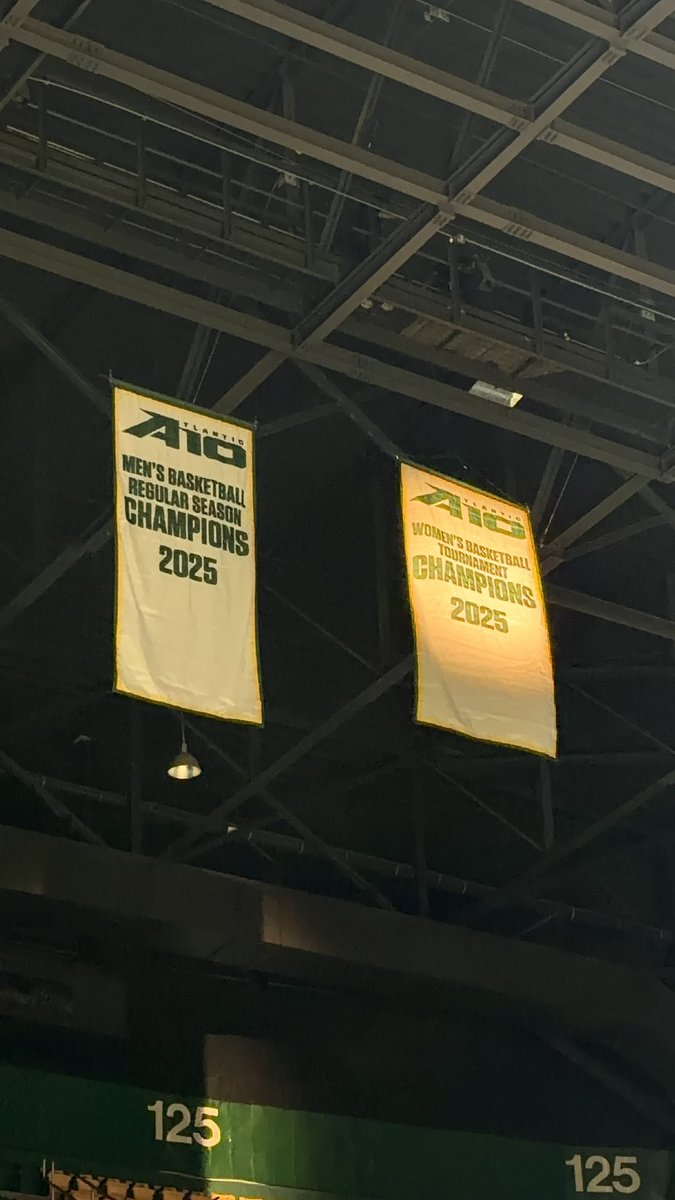 ATLANTIC
A10
MEN'S BASKETBALL
REGULAR SEASON
CHAMPIONS
2025
ATLANTIC
A10
WOMEN'S BASKETBALL
TOURNAMENT
CHAMPIONS
2025
125
125